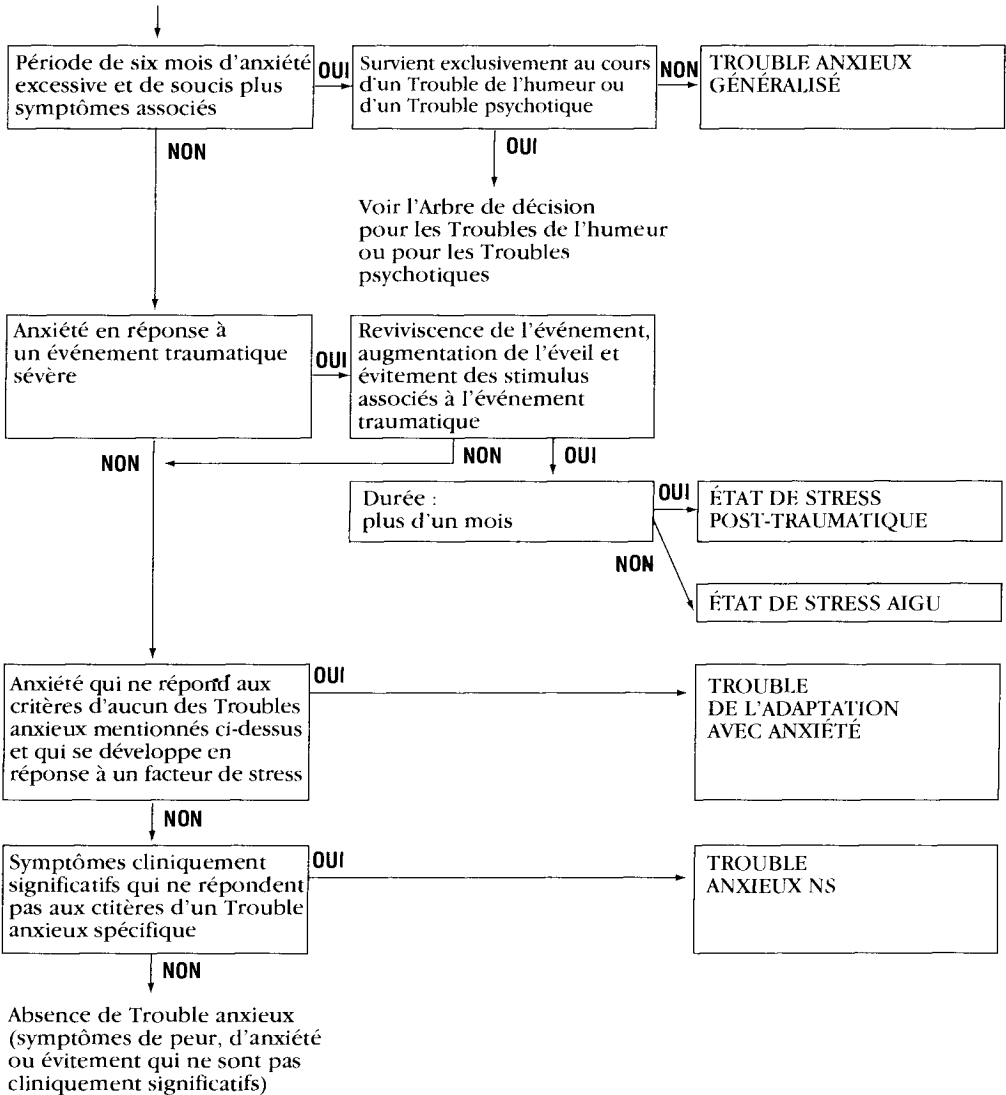 Période de six mois d'anxiété
excessive et de soucis plus
symptômes associés
OUI
Survient exclusivement au cours
d'un Trouble de l'humeur ou
d'un Trouble psychotique
NON
TROUBLE ANXIEUX
GÉNÉRALISÉ
NON
OUI
Voir l'Arbre de décision
pour les Troubles de l'humeur
ou pour les Troubles
psychotiques
Anxiété en réponse à
un événement traumatique
sévère
OUI
Reviviscence de l'événement,
augmentation de l'éveil et
évitement des stimulus
associés à l'événement
traumatique
NON
NON
OUI
Durée :
plus d'un mois
OUI
ÉTAT DE STRESS
POST-TRAUMATIQUE
NON
ÉTAT DE STRESS AIGU
Anxiété qui ne répond aux
critères d'aucun des Troubles
anxieux mentionnés ci-dessus
et qui se développe en
réponse à un facteur de stress
OUI
TROUBLE
DE L'ADAPTATION
AVEC ANXIÉTÉ
NON
Symptômes cliniquement
significatifs qui ne répondent
pas aux ctitères d'un Trouble
anxieux spécifique
OUI
TROUBLE
ANXIEUX NS
NON
Absence de Trouble anxieux
(symptômes de peur, d'anxiété
ou évitement qui ne sont pas
cliniquement significatifs)